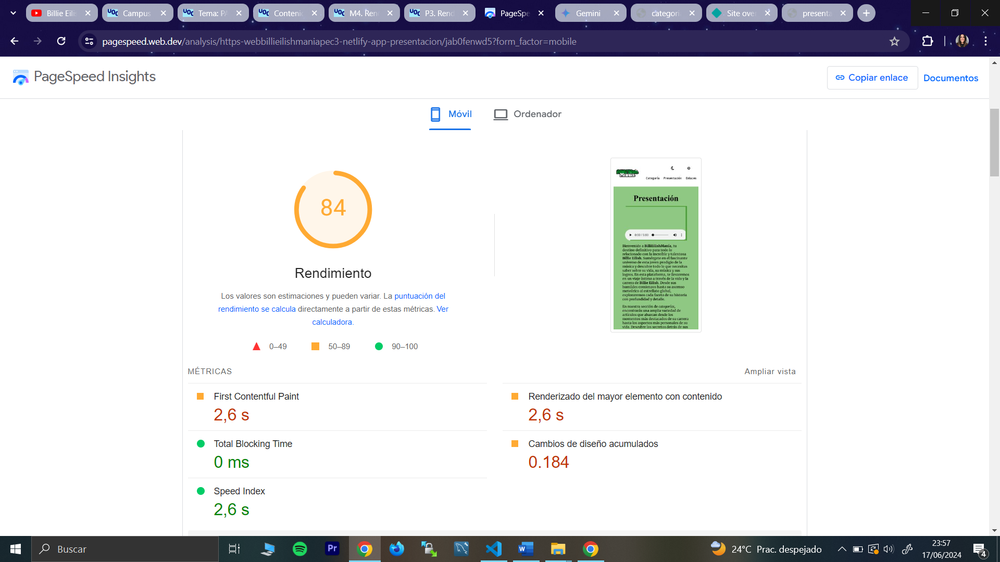 Billie Eilis
Campus
Tema: PA
Contenic
M4. Ren
P3. Rend
PageSpe
Gemini
categori
Site over
presenta
pagespeed.web.dev/analysis/https-webbillieilishmaniapec3-netlify-app-presentacion/jab0fenwd5?form_factor=mobile
PageSpeed Insights
Copiar enlace
Documentos
Móvil
Ordenador
84
Rendimiento
Los valores son estimaciones y pueden variar. La puntuación del
rendimiento se calcula directamente a partir de estas métricas. Ver
calculadora.
0–49
50–89
90–100
Categoría Presentación Enlaces
Presentación
0:00 / 5:03
Bienvenido a BillieEilishManía, tu
destino definitivo para todo lo
relacionado con la increíble y talentosa
Billie Eilish. Sumérgete en el fascinante
universo de esta joven prodigio de la
música y descubre todo lo que necesitas
saber sobre su vida, su música y sus
logros. En esta plataforma, te llevaremos
en un viaje íntimo a través de la vida y la
carrera de Billie Eilish. Desde sus
humildes comienzos hasta su ascenso
meteórico al estrellato global,
exploraremos cada faceta de su historia
con profundidad y detalle.
En nuestra sección de categorías,
encontrarás una amplia variedad de
artículos que abarcan desde los
momentos más destacados de su carrera
hasta los aspectos más personales de su
vida. Descubre los secretos detrás de sus
MÉTRICAS
Ampliar vista
First Contentful Paint
2,6 s
Renderizado del mayor elemento con contenido
2,6 s
Total Blocking Time
0 ms
Cambios de diseño acumulados
0.184
Speed Index
2,6 s
Buscar
Pr
24°C Prac. despejado
23:57
17/06/2024
4